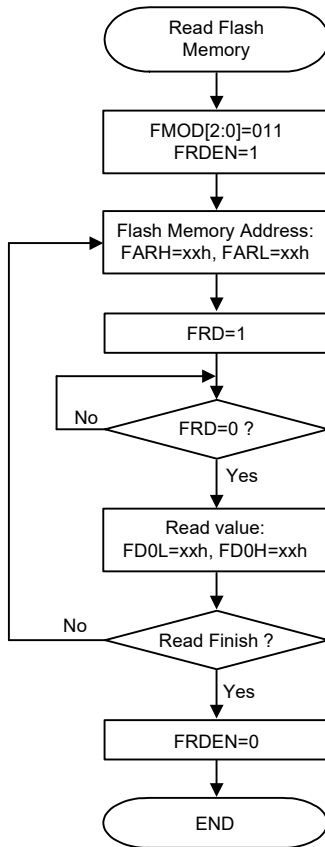 Read Flash
Memory
FMOD[2:0]=011
FRDEN=1
Flash Memory Address:
FARH=xxh, FARL=xxh
FRD=1
No
FRD=0 ?
Yes
Read value:
FD0L=xxh, FD0H=xxh
No
Read Finish ?
Yes
FRDEN=0
END